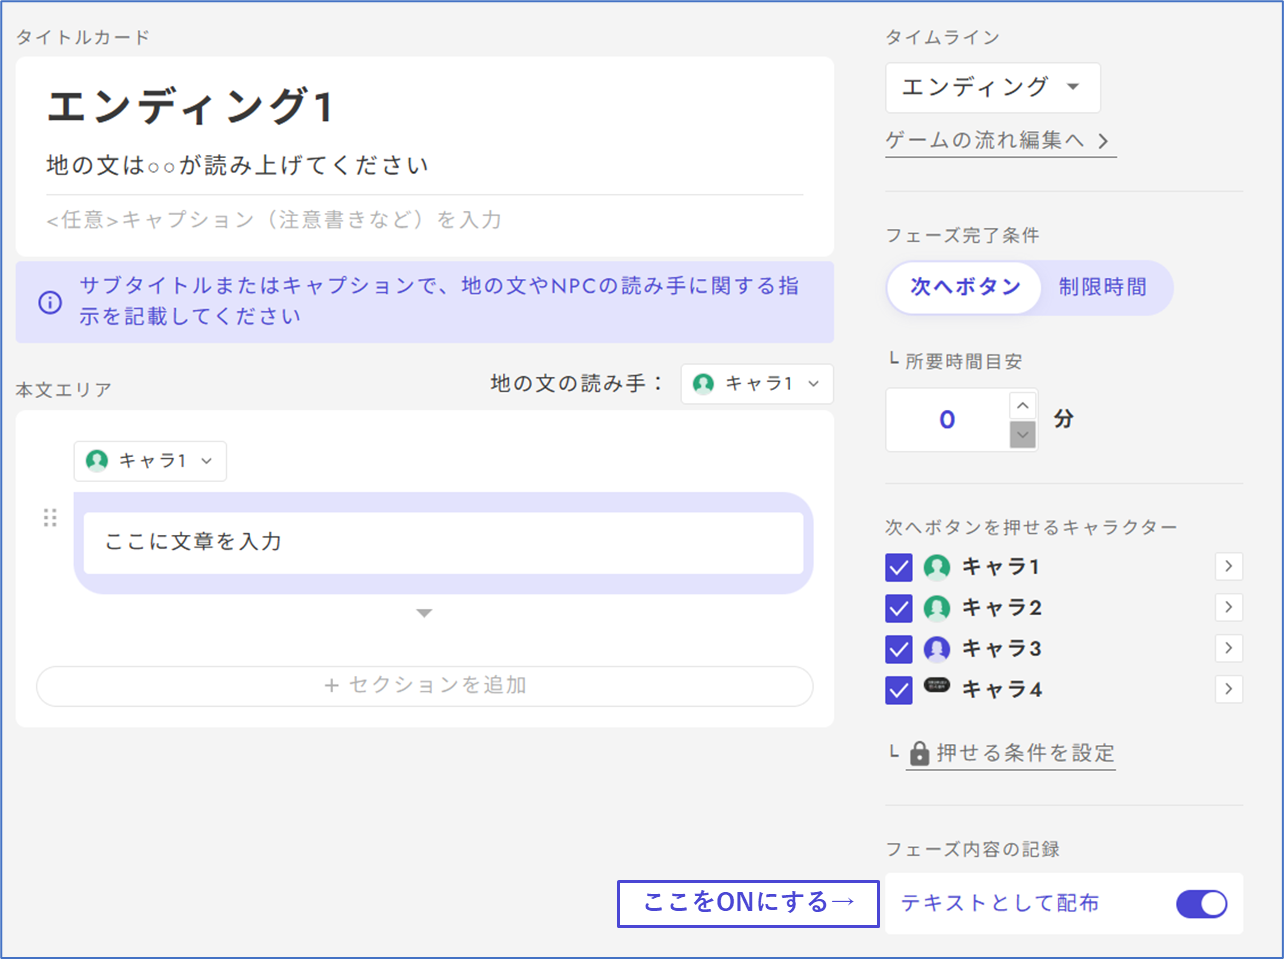 タイトルカード
エンディング1
地の文は○○が読み上げてください
<任意>キャプション（注意書きなど）を入力
サブタイトルまたはキャプションで、地の文やNPCの読み手に関する指
示を記載してください
本文エリア
地の文の読み手：
キャラ1
キャラ1
ここに文章を入力
+ セクションを追加
タイムライン
エンディング
ゲームの流れ編集へ
フェーズ完了条件
次へボタン 制限時間
└ 所要時間目安
0 分
次へボタンを押せるキャラクター
キャラ1
キャラ2
キャラ3
キャラ4
└ 押せる条件を設定
フェーズ内容の記録
ここをONにする→
テキストとして配布